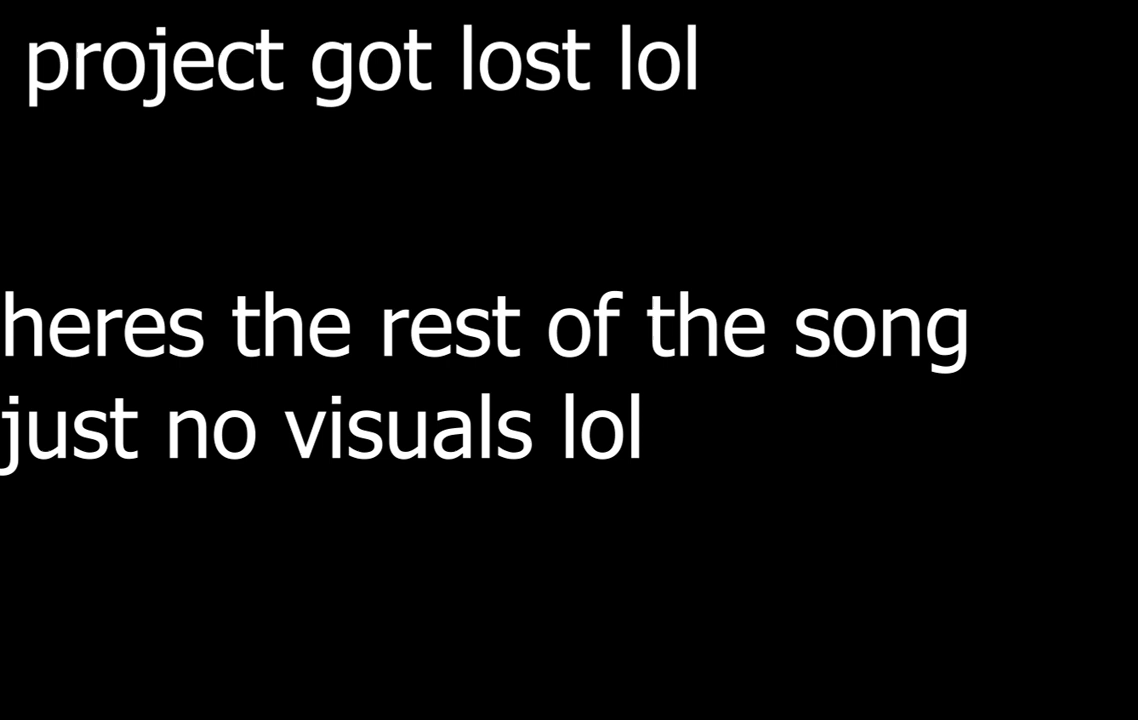 project got lost lol
heres the rest of the song
just no visuals lol